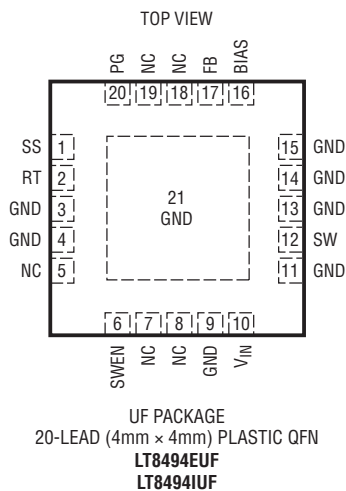 TOP VIEW
PG NC NC FB BIAS
20 19 18 17 16
SS 1 15 GND
RT 2 14 GND
GND 3 13 GND
GND 4 12 SW
NC 5 11 GND
21
GND
6 7 8 9 10
SWEN NC NC GND VIN
UF PACKAGE
20-LEAD (4mm × 4mm) PLASTIC QFN
LT8494EUF
LT8494IUF